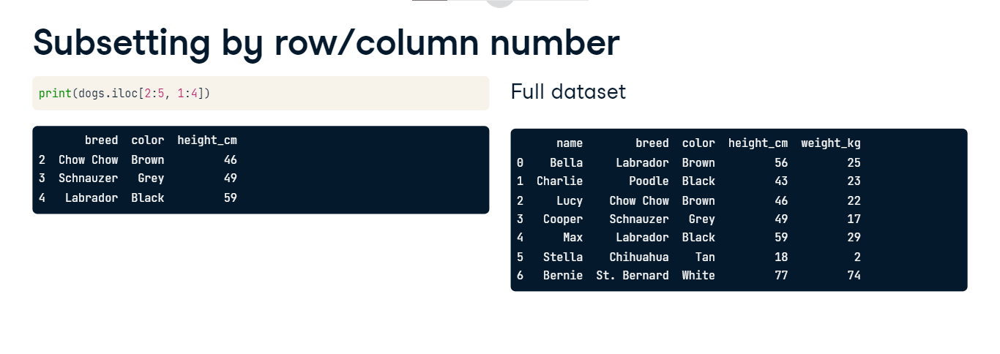 Subsetting by row/column number
print(dogs.iloc[2:5, 1:4])
breed color height_cm
2 Chow Chow Brown 46
3 Schnauzer Grey 49
4 Labrador Black 59
Full dataset
name breed color height_cm weight_kg
0 Bella Labrador Brown 56 25
1 Charlie Poodle Black 43 23
2 Lucy Chow Chow Brown 46 22
3 Cooper Schnauzer Grey 49 17
4 Max Labrador Black 59 29
5 Stella Chihuahua Tan 18 2
6 Bernie St. Bernard White 77 74